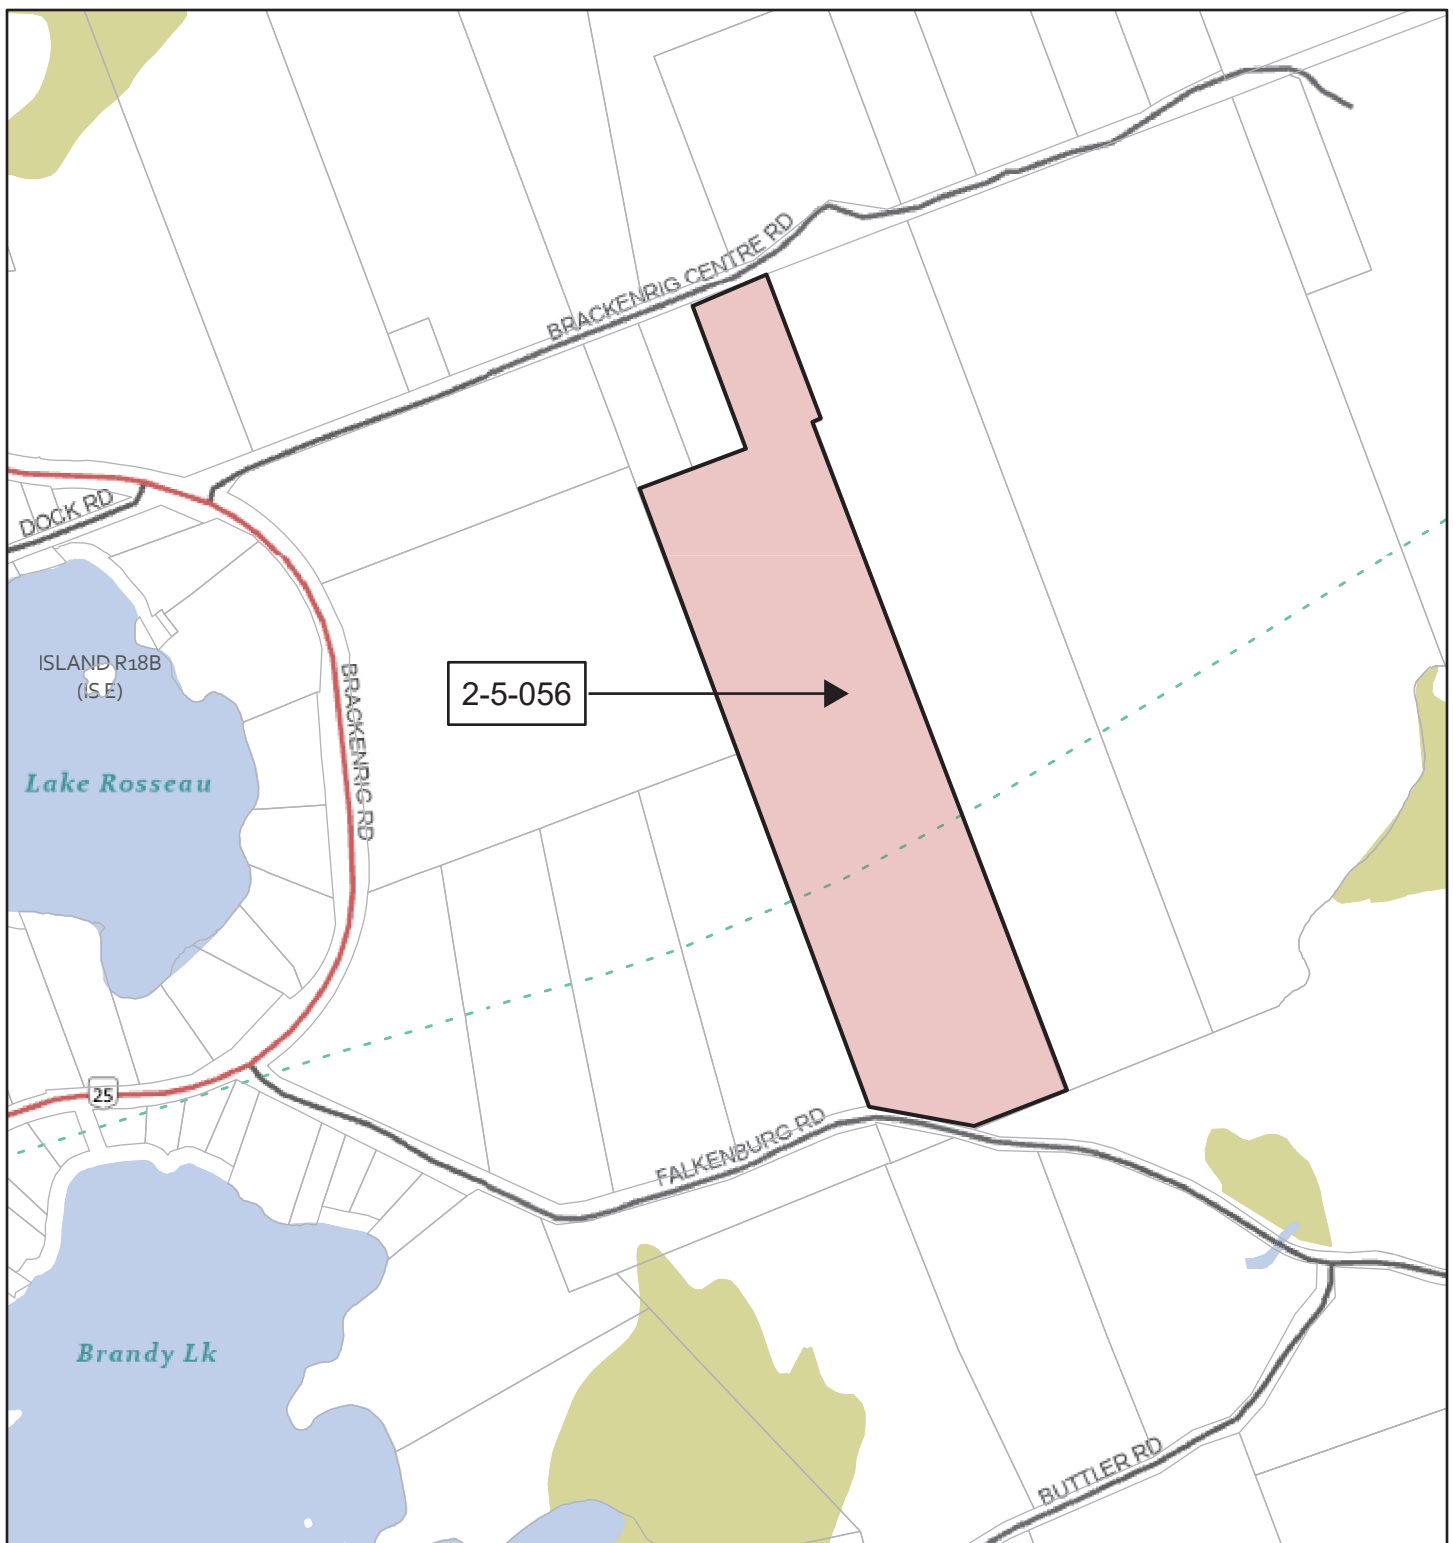 BRACKENRIG CENTRE RD
DOCK RD
ISLAND R18B
(IS E)
2-5-056
BRACKENRIG RD
Lake Rosseau
25
FALKENBURG RD
Brandy Lk
BUTTLER RD